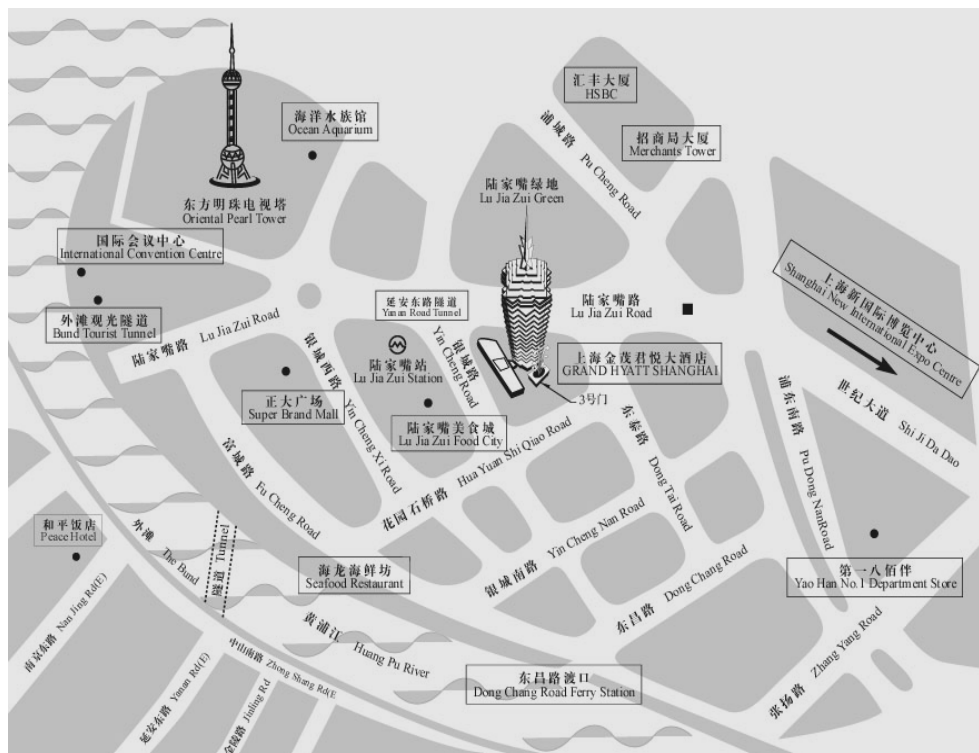 汇丰大厦
HSBC
海洋水族馆
Ocean Aquarium
浦城路 Pu Cheng Road
招商局大厦
Merchants Tower
陆家嘴绿地
Lu Jia Zui Green
东方明珠电视塔
Oriental Pearl Tower
国际会议中心
International Convention Centre
上海新国际博览中心
Shanghai New International Expo Centre
延安东路隧道
Yanan Road Tunnel
陆家嘴路
Lu Jia Zui Road
外滩观光隧道
Bund Tourist Tunnel
陆家嘴路 Lu Jia Zui Road
银城西路 Yin Cheng Xi Road
陆家嘴站
Lu Jia Zui Station
银城路 Yin Cheng Road
上海金茂君悦大酒店
GRAND HYATT SHANGHAI
3号门
世纪大道 Shi Ji Da Dao
正大广场
Super Brand Mall
陆家嘴美食城
Lu Jia Zui Food City
东泰路 Dong Tai Road
浦东南路 Pu Dong NanRoad
富城路 Fu Cheng Road
花园石桥路 Hua Yuan Shi Qiao Road
和平饭店
Peace Hotel
外滩 The Bund
隧道 Tunnel
海龙海鲜坊
Seafood Restaurant
银城南路 Yin Cheng Nan Road
第一八佰伴
Yao Han No.1 Department Store
东昌路 Dong Chang Road
南京东路 Nan Jing Rd(E)
黄浦江 Huang Pu River
中山南路 Zhong Shang Rd(E
延安东路 Yanan Rd(E)
金陵路 Jinling Rd
东昌路渡口
Dong Chang Road Ferry Station
张扬路 Zhang Yang Road